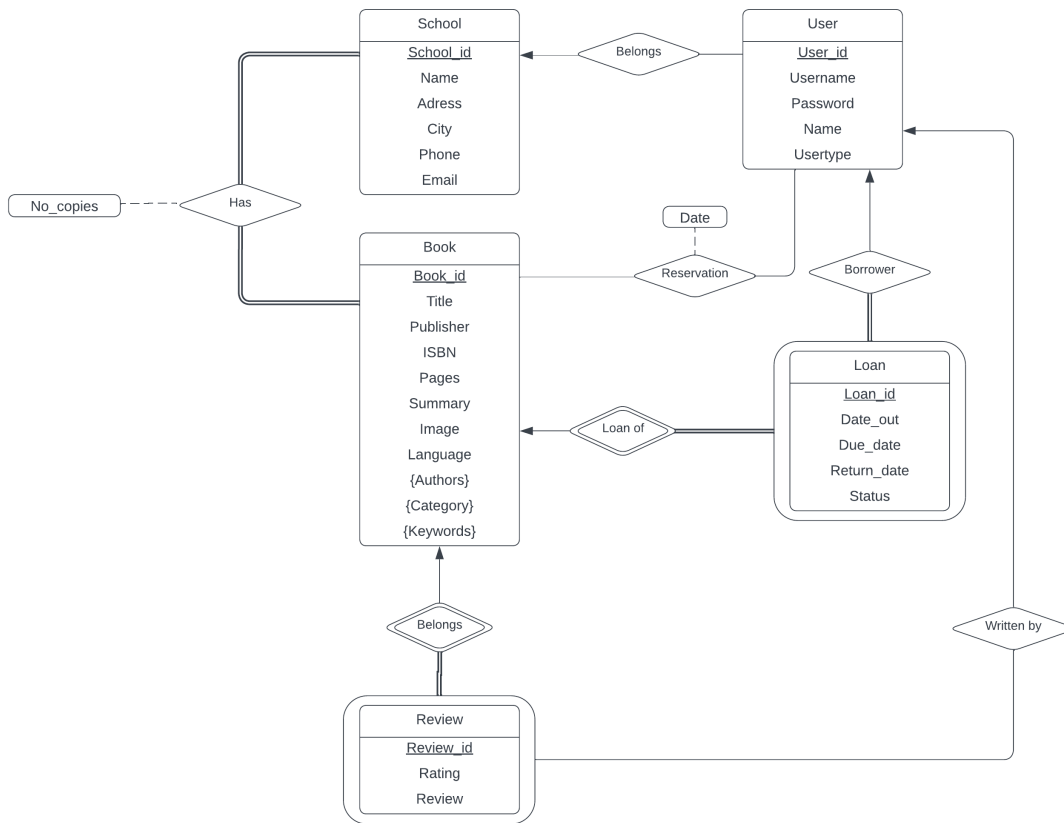 School
School_id
Name
Adress
City
Phone
Email
Belongs
User
User_id
Username
Password
Name
Usertype
No_copies
Has
Date
Reservation
Borrower
Book
Book_id
Title
Publisher
ISBN
Pages
Summary
Image
Language
{Authors}
{Category}
{Keywords}
Loan of
Loan
Loan_id
Date_out
Due_date
Return_date
Status
Belongs
Written by
Review
Review_id
Rating
Review